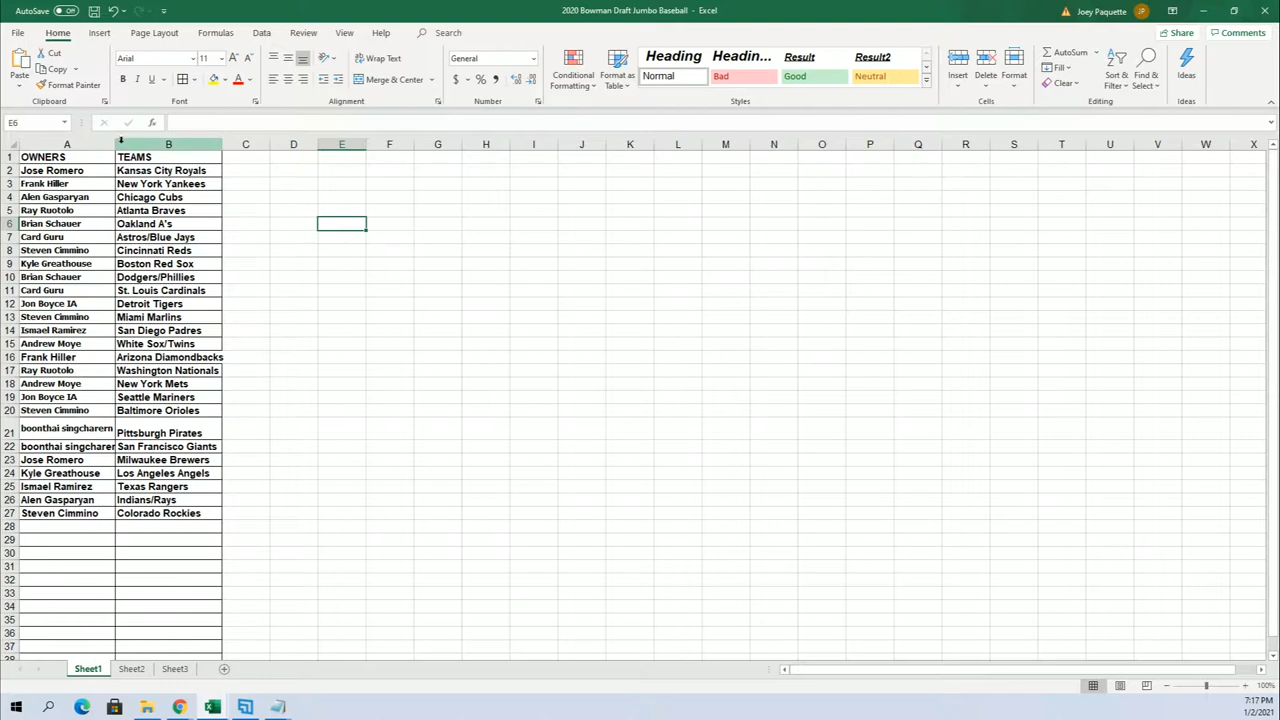 AutoSave Off 2020 Bowman Draft Jumbo Baseball - Excel Joey Paquette JP
File Home Insert Page Layout Formulas Data Review View Help Search Share Comments
Paste Cut Copy Format Painter Clipboard
Arial 11 B I U Font
Wrap Text Merge & Center Alignment
General $ % Number
Conditional Formatting Format as Table
Heading Headin... Result Result2
Normal Bad Good Neutral Styles
Insert Delete Format Cells
AutoSum Fill Clear Sort & Filter Find & Select Editing
Ideas Ideas
E6 fx
A B C D E F G H I J K L M N O P Q R S T U V W X
1 OWNERS TEAMS
2 Jose Romero Kansas City Royals
3 Frank Hiller New York Yankees
4 Alen Gasparyan Chicago Cubs
5 Ray Ruotolo Atlanta Braves
6 Brian Schauer Oakland A's
7 Card Guru Astros/Blue Jays
8 Steven Cimmino Cincinnati Reds
9 Kyle Greathouse Boston Red Sox
10 Brian Schauer Dodgers/Phillies
11 Card Guru St. Louis Cardinals
12 Jon Boyce IA Detroit Tigers
13 Steven Cimmino Miami Marlins
14 Ismael Ramirez San Diego Padres
15 Andrew Moye White Sox/Twins
16 Frank Hiller Arizona Diamondbacks
17 Ray Ruotolo Washington Nationals
18 Andrew Moye New York Mets
19 Jon Boyce IA Seattle Mariners
20 Steven Cimmino Baltimore Orioles
21 boonthai singcharern Pittsburgh Pirates
22 boonthai singcharer San Francisco Giants
23 Jose Romero Milwaukee Brewers
24 Kyle Greathouse Los Angeles Angels
25 Ismael Ramirez Texas Rangers
26 Alen Gasparyan Indians/Rays
27 Steven Cimmino Colorado Rockies
28
29
30
31
32
33
34
35
36
37
38
Sheet1 Sheet2 Sheet3
100%
7:17 PM
1/2/2021